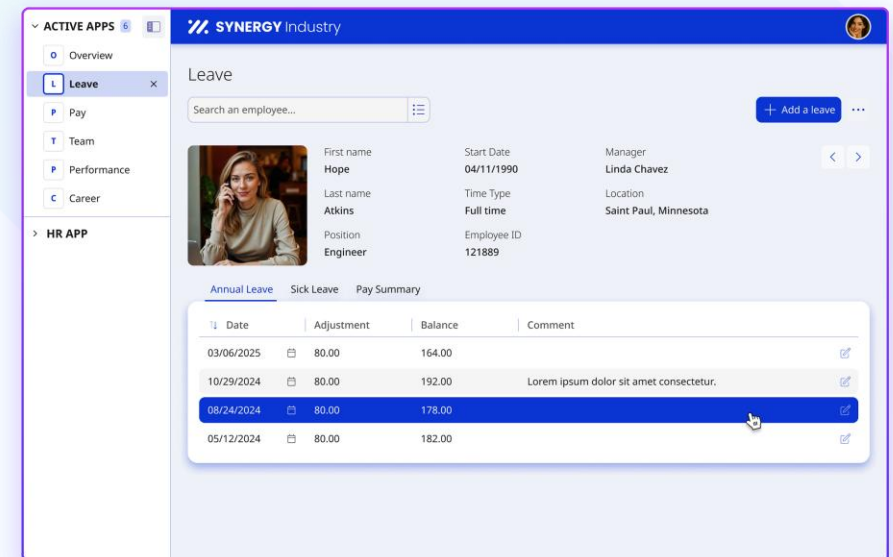 ACTIVE APPS 6
O Overview
L Leave ×
P Pay
T Team
P Performance
C Career
HR APP
SYNERGY Industry
Leave
Search an employee...
+ Add a leave ...
First name
Hope
Last name
Atkins
Position
Engineer
Start Date
04/11/1990
Time Type
Full time
Employee ID
121889
Manager
Linda Chavez
Location
Saint Paul, Minnesota
Annual Leave Sick Leave Pay Summary
Date Adjustment Balance Comment
03/06/2025 80.00 164.00
10/29/2024 80.00 192.00 Lorem ipsum dolor sit amet consectetur.
08/24/2024 80.00 178.00
05/12/2024 80.00 182.00